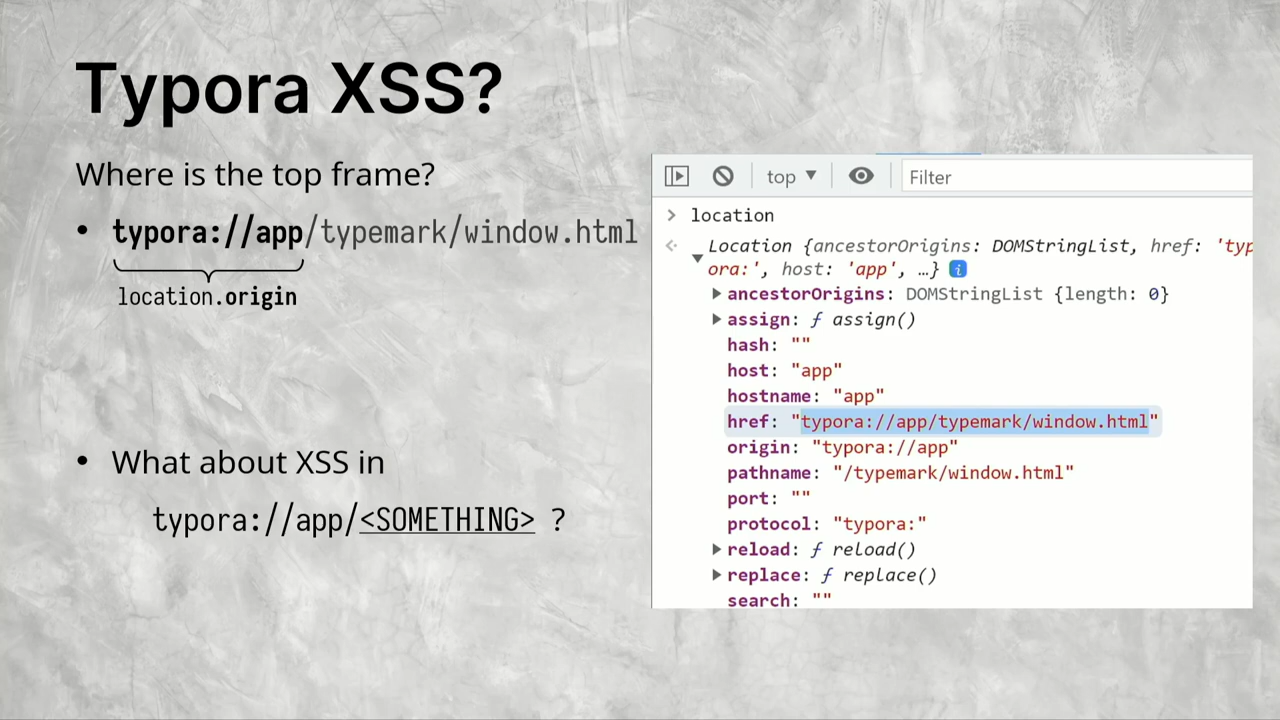 Typora XSS?
Where is the top frame?
• typora://app/typemark/window.html
location.origin
• What about XSS in
typora://app/<SOMETHING> ?
top ▼
Filter
> location
Location {ancestorOrigins: DOMStringList, href: 'typ
ora:', host: 'app', …} i
▶ ancestorOrigins: DOMStringList {length: 0}
▶ assign: ƒ assign()
hash: ""
host: "app"
hostname: "app"
href: "typora://app/typemark/window.html"
origin: "typora://app"
pathname: "/typemark/window.html"
port: ""
protocol: "typora:"
▶ reload: ƒ reload()
▶ replace: ƒ replace()
search: ""